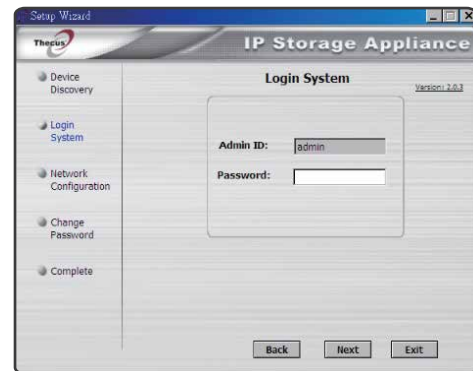 Setup Wizard
Thecus
IP Storage Appliance
Device
Discovery
Login
System
Network
Configuration
Change
Password
Complete
Login System
Version: 2.0.3
Admin ID:
admin
Password:
Back
Next
Exit